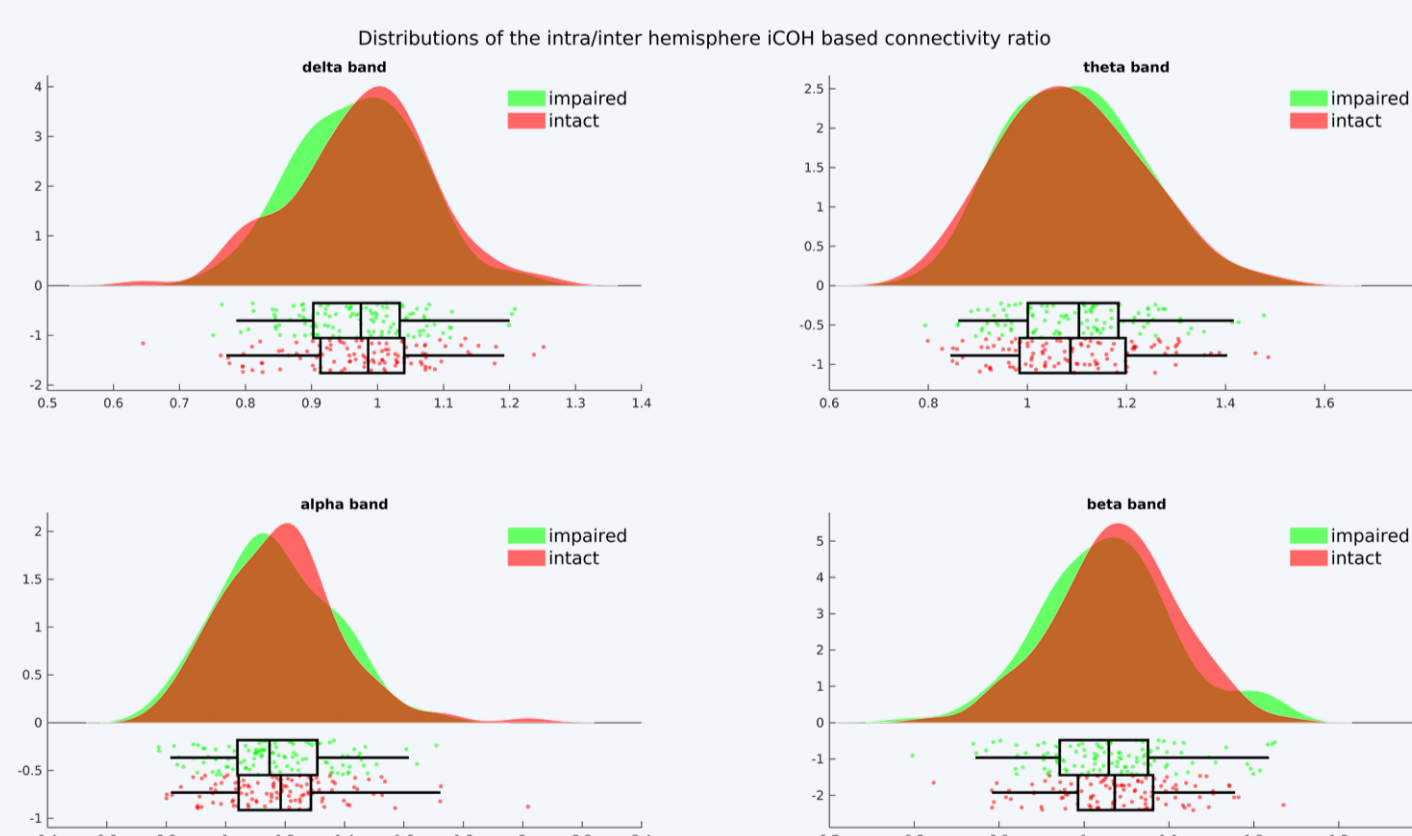 Distributions of the intra/inter hemisphere iCOH based connectivity ratio
delta band
impaired
intact
4
3
2
1
0
-1
-2
0.5 0.6 0.7 0.8 0.9 1 1.1 1.2 1.3 1.4
theta band
impaired
intact
2.5
2
1.5
1
0.5
0
-0.5
-1
0.6 0.8 1 1.2 1.4 1.6
alpha band
impaired
intact
2
1.5
1
0.5
0
-0.5
-1
beta band
impaired
intact
5
4
3
2
1
0
-1
-2